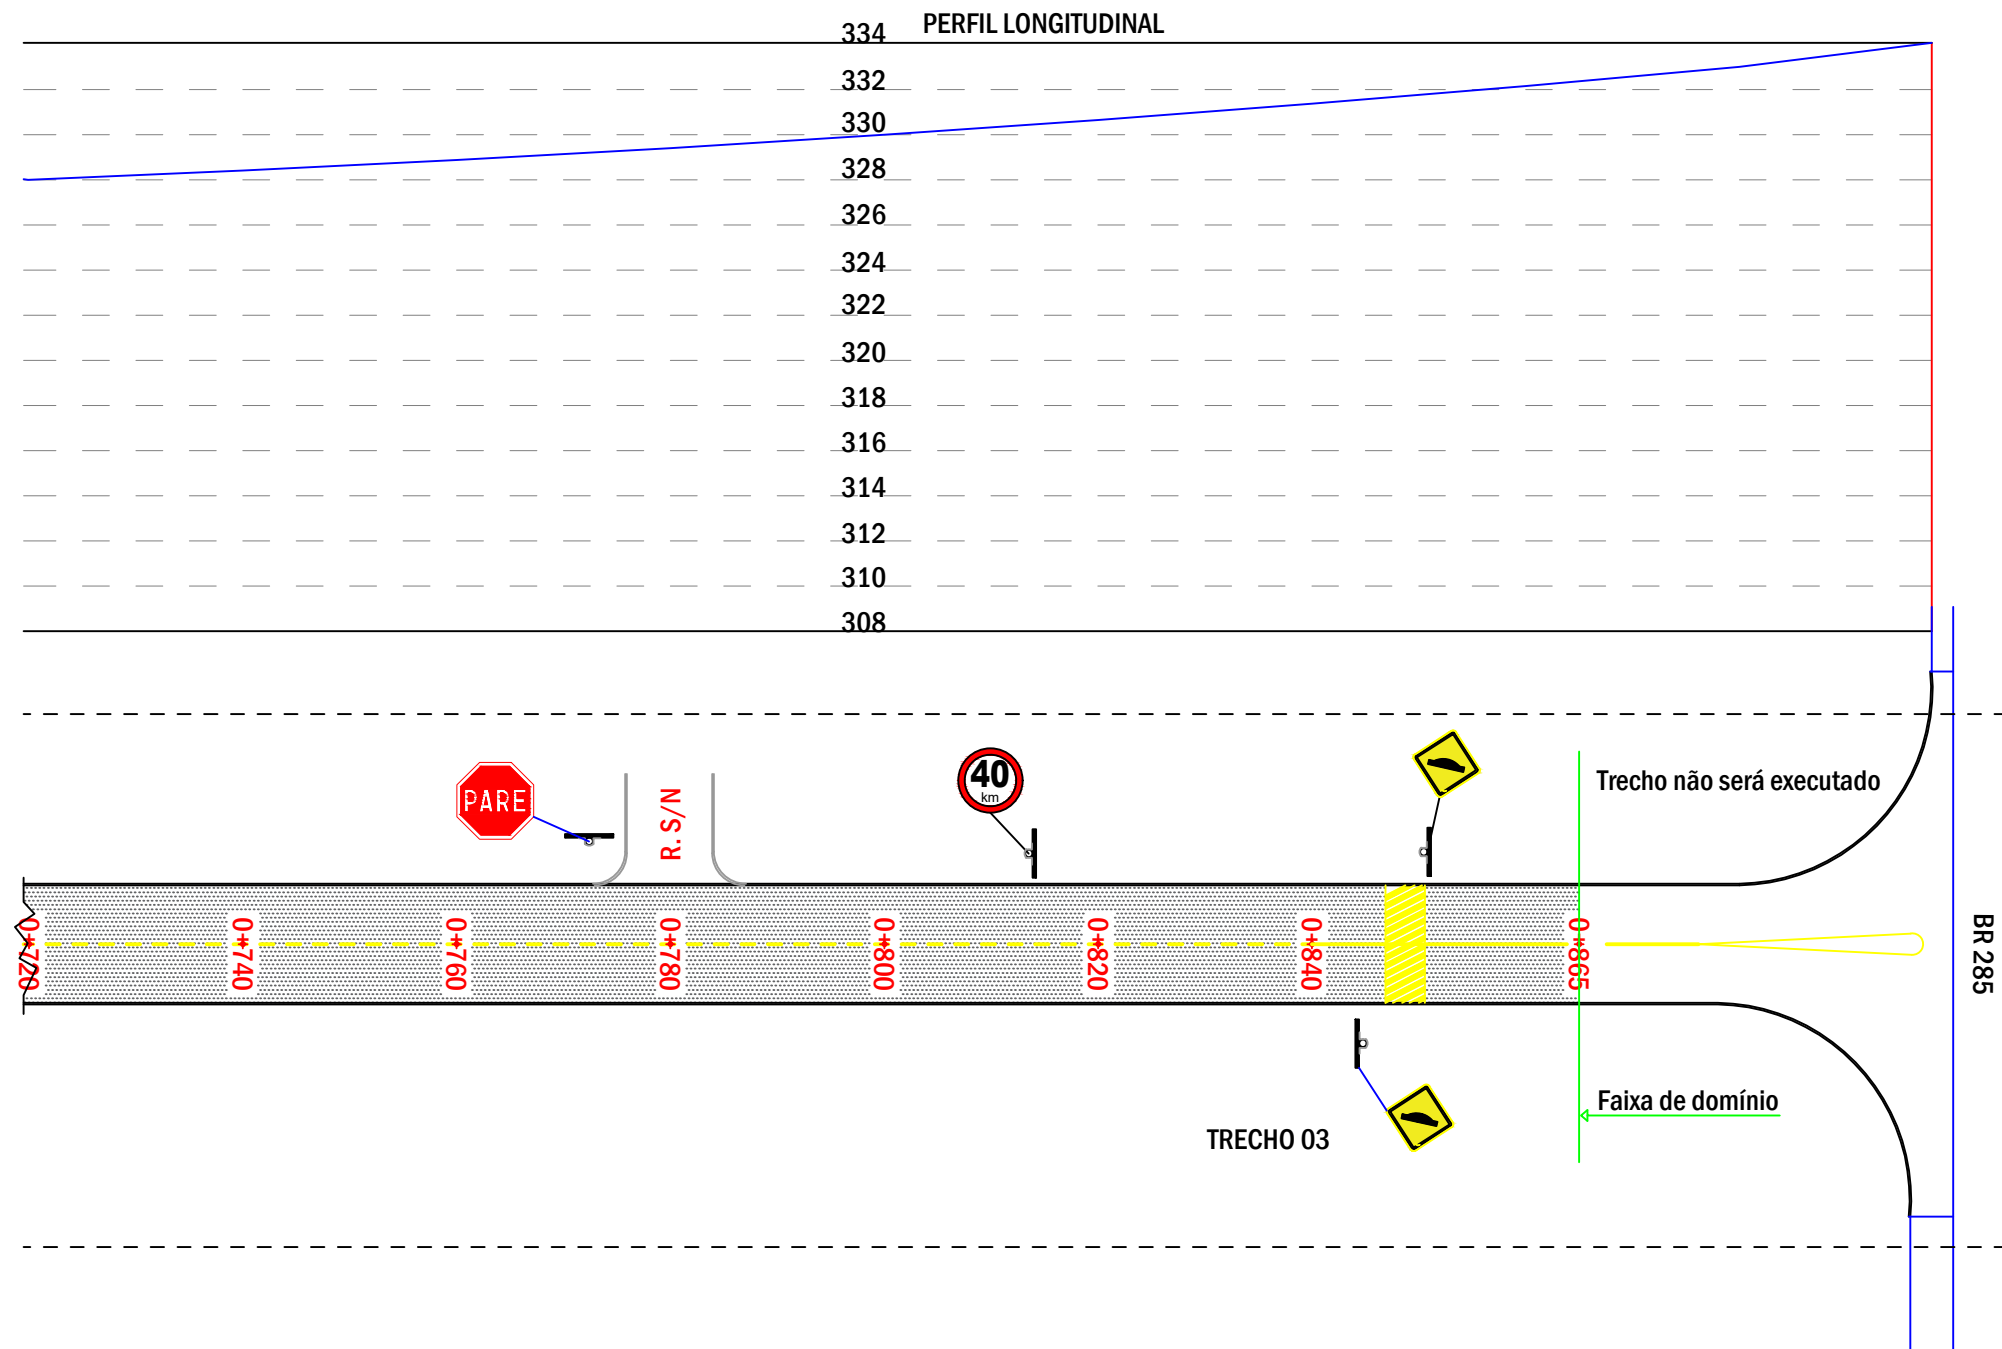 PERFIL LONGITUDINAL
334
332
330
328
326
324
322
320
318
316
314
312
310
308
PARE
R. S/N
40
km
Trecho não será executado
0+720
0+740
0+760
0+780
0+800
0+820
0+840
0+865
BR 285
Faixa de domínio
TRECHO 03